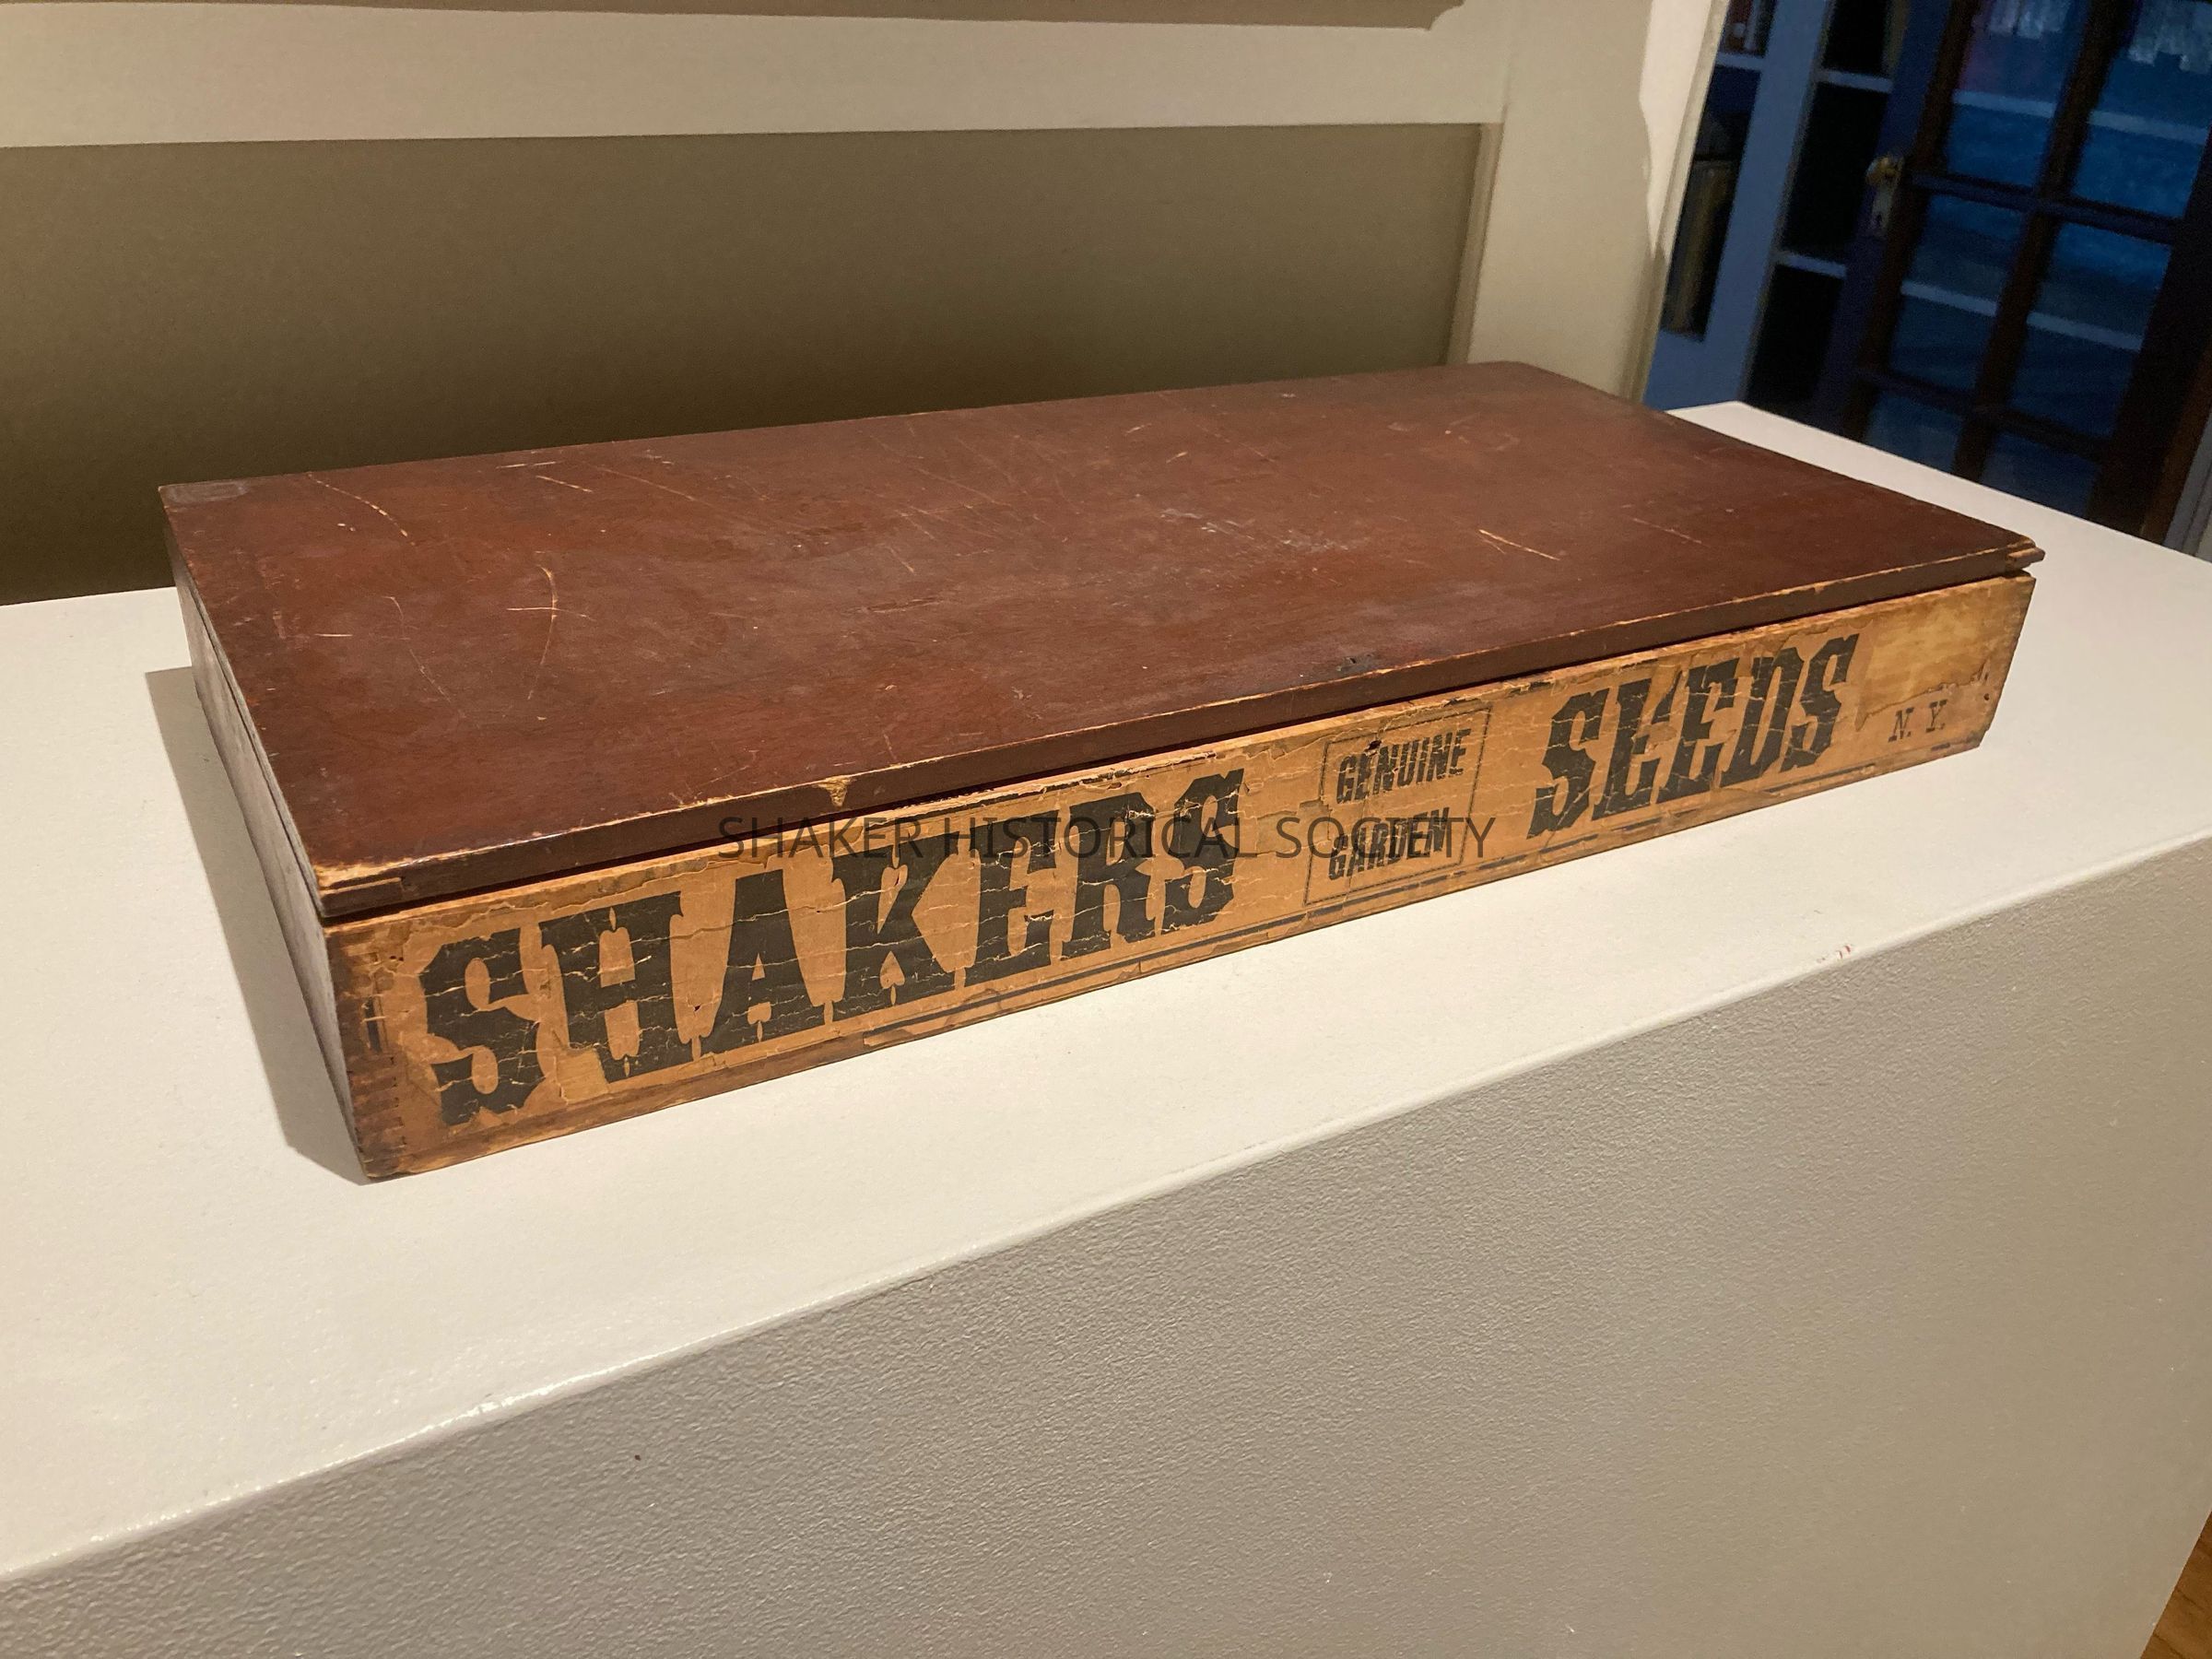 SHAKERS GENUINE GARDEN SEEDS N. Y.
SHAKER HISTORICAL SOCIETY